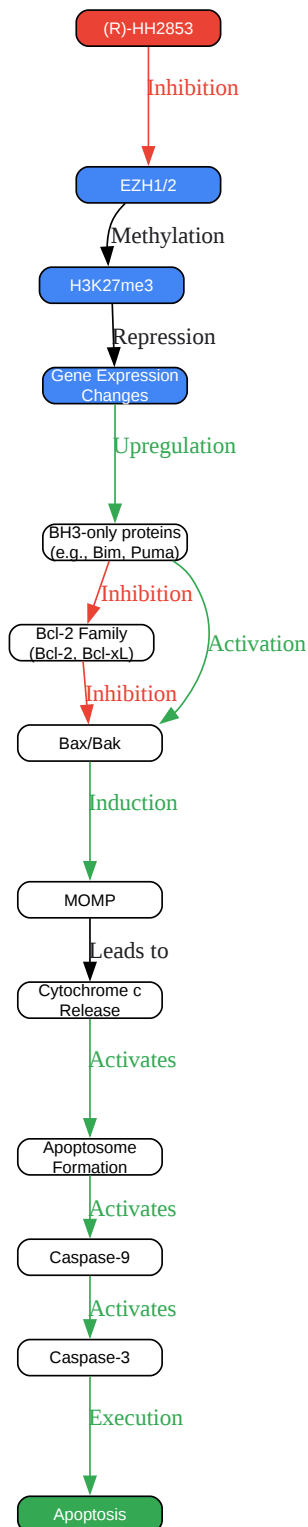 (R)-HH2853
Inhibition
EZH1/2
Methylation
H3K27me3
Repression
Gene Expression
Changes
Upregulation
BH3-only proteins
(e.g., Bim, Puma)
Inhibition
Bcl-2 Family
(Bcl-2, Bcl-xL)
Activation
Inhibition
Bax/Bak
Induction
MOMP
Leads to
Cytochrome c
Release
Activates
Apoptosome
Formation
Activates
Caspase-9
Activates
Caspase-3
Execution
Apoptosis